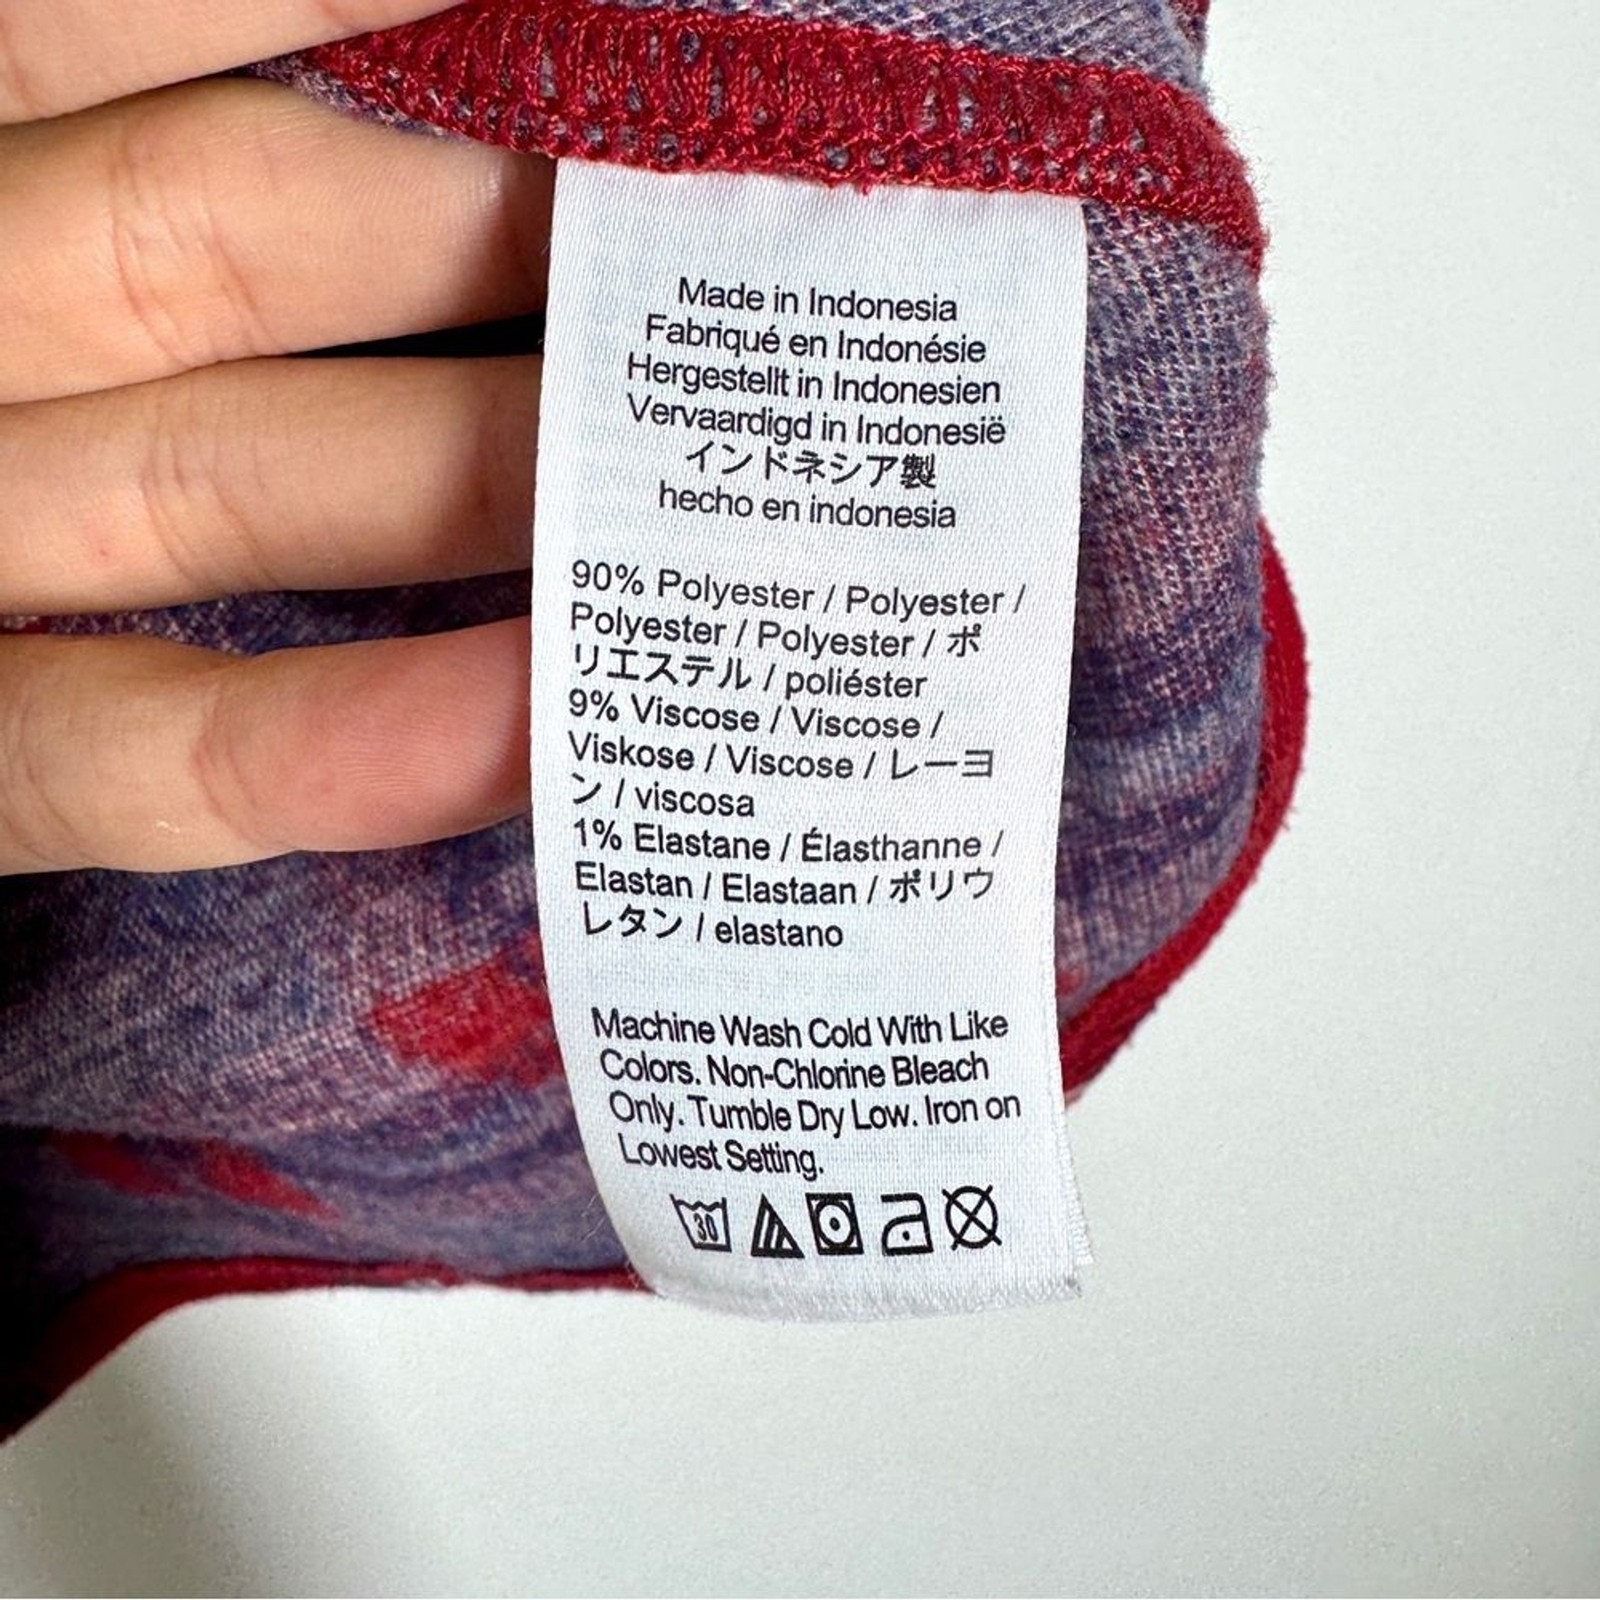 Made in Indonesia
Fabriqué en Indonésie
Hergestellt in Indonesien
Vervaardigd in Indonesië
インドネシア製
hecho en indonesia
90% Polyester / Polyester /
Polyester / Polyester / ポ
リエステル / poliéster
9% Viscose / Viscose /
Viskose / Viscose / レーヨ
ン / viscosa
1% Elastane / Élasthanne /
Elastan / Elastaan / ポリウ
レタン / elastano
Machine Wash Cold With Like
Colors. Non-Chlorine Bleach
Only. Tumble Dry Low. Iron on
Lowest Setting.
30